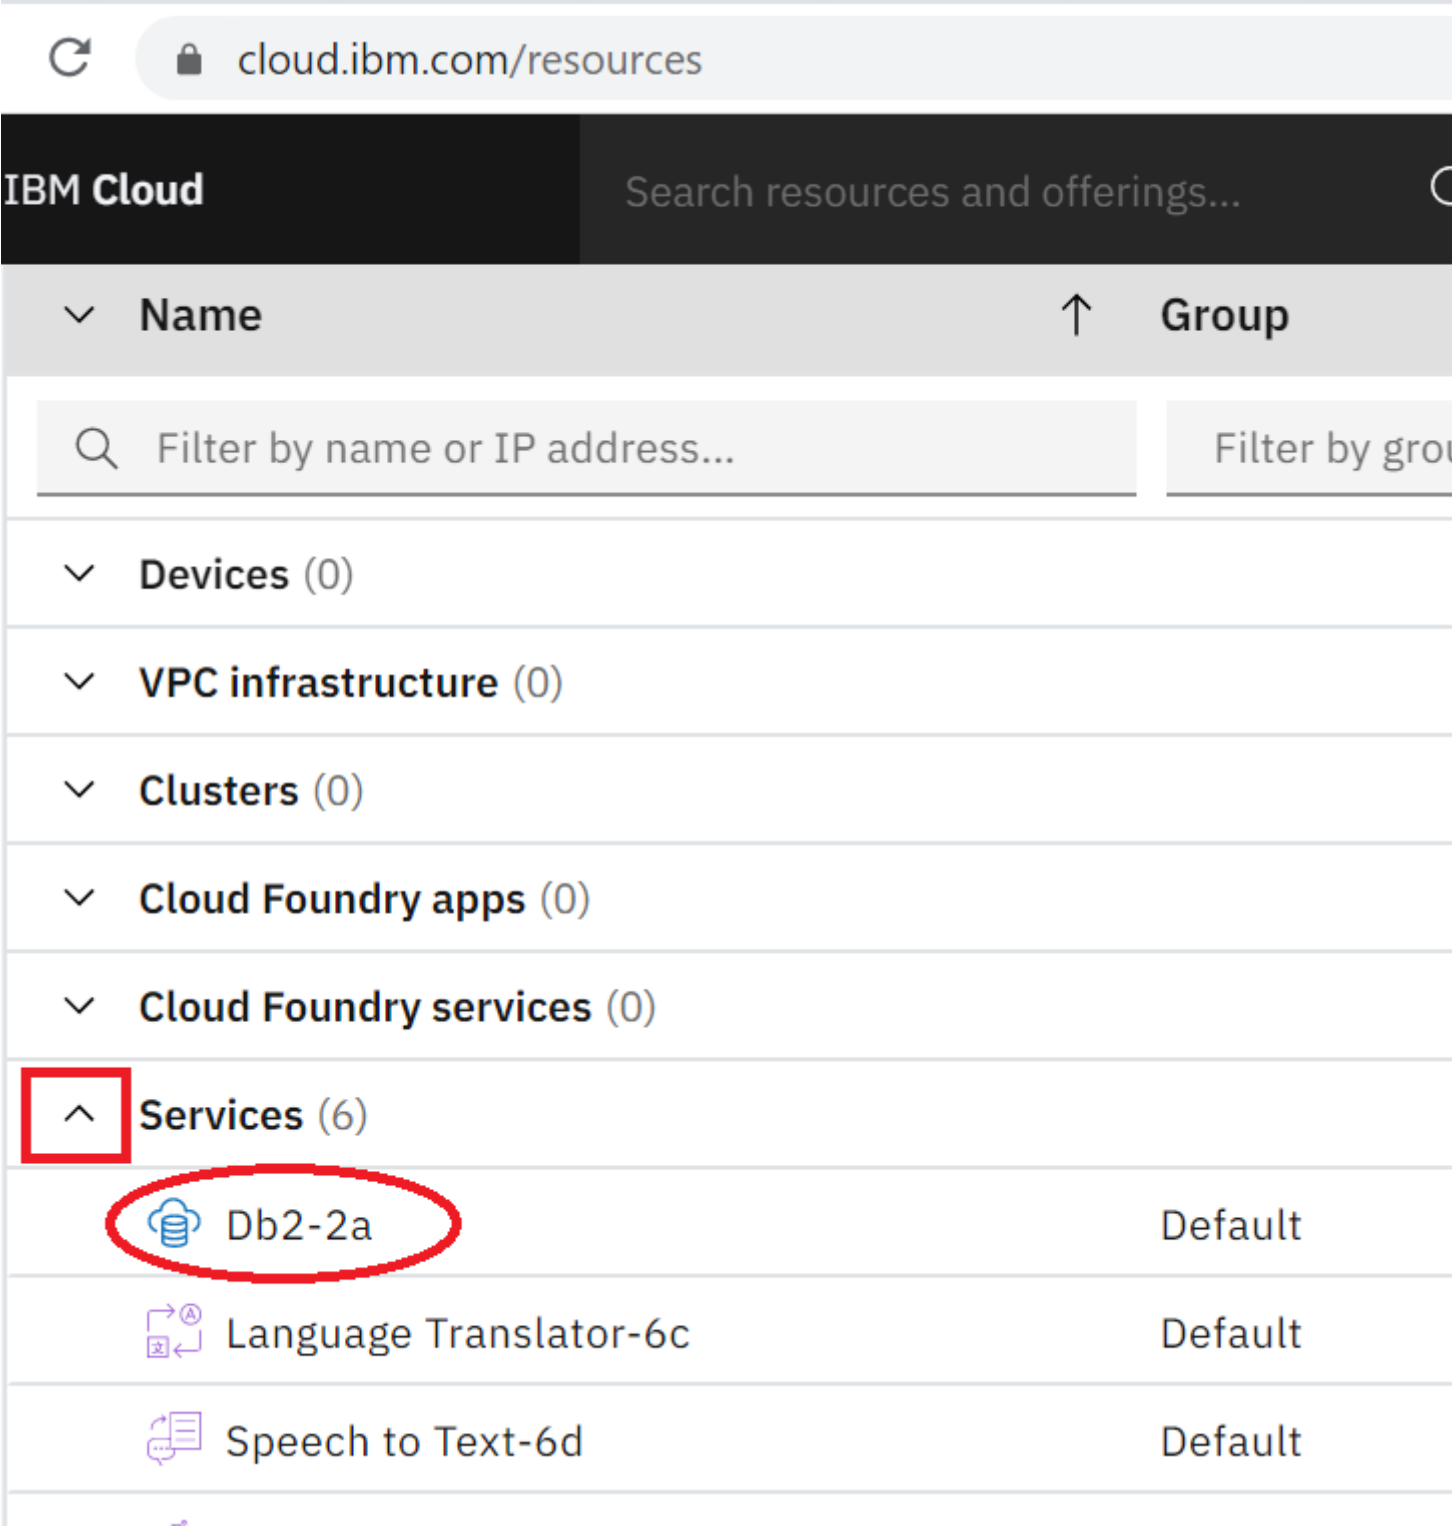 cloud.ibm.com/resources
IBM Cloud Search resources and offerings...
Name Group
Filter by name or IP address... Filter by
Devices (0)
VPC infrastructure (0)
Clusters (0)
Cloud Foundry apps (0)
Cloud Foundry services (0)
Services (6)
Db2-2a Default
Language Translator-6c Default
Speech to Text-6d Default